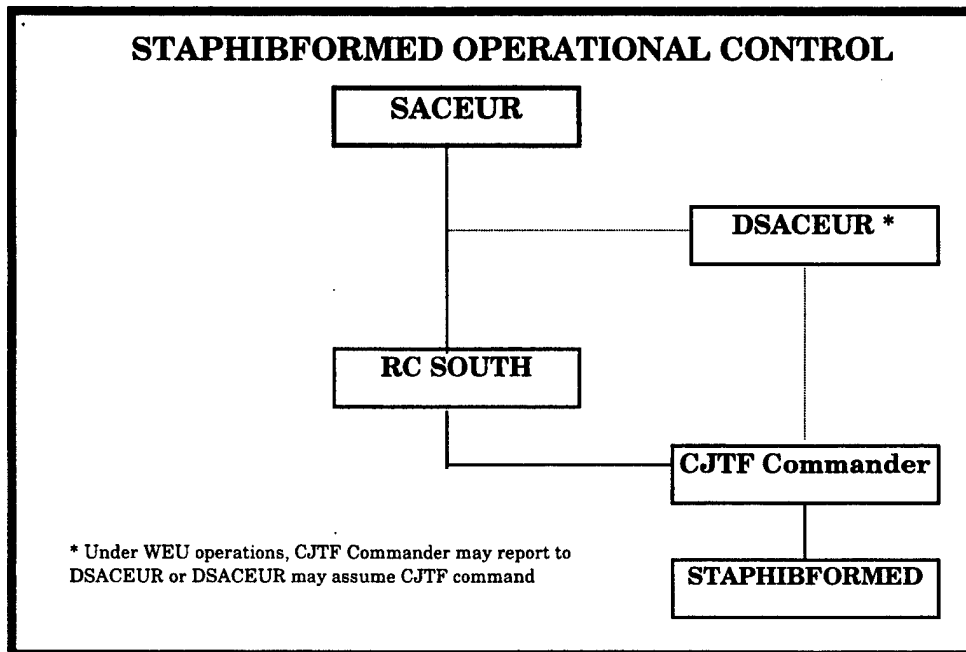 STAPHIBFORMED OPERATIONAL CONTROL
SACEUR
DSACEUR *
RC SOUTH
CJTF Commander
* Under WEU operations, CJTF Commander may report to
DSACEUR or DSACEUR may assume CJTF command
STAPHIBFORMED